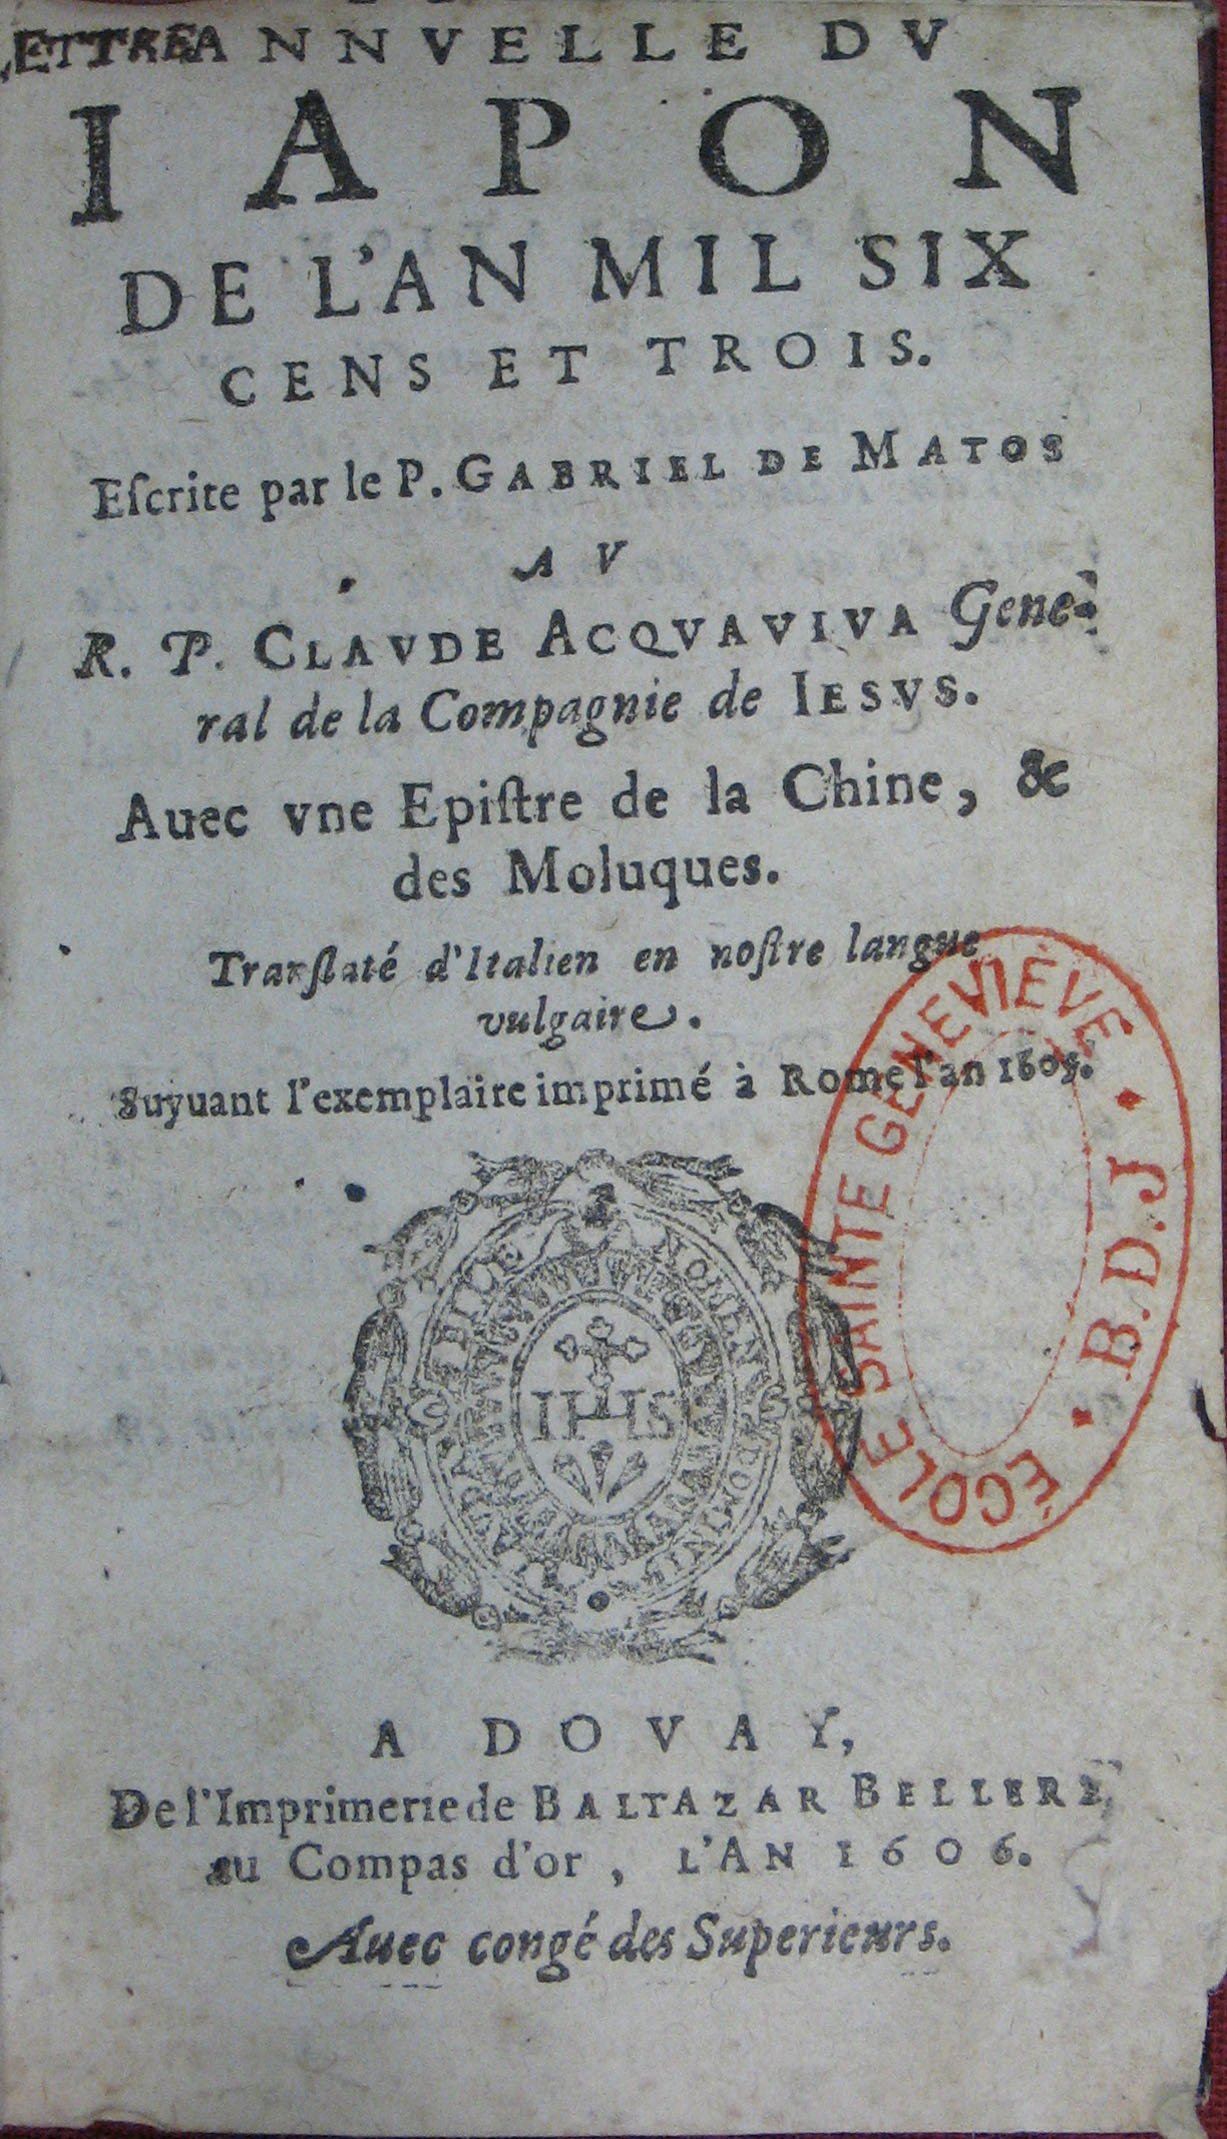 LETTRE ANNVELLE DV
IAPON
DE L'AN MIL SIX
CENS ET TROIS.
Eſcrite par le P. GABRIEL DE MATOS
AV
R. P. CLAVDE ACQVAVIVA Gene-
ral de la Compagnie de IESVS.
Auec vne Epiſtre de la Chine, &
des Moluques.
Tranſlaté d'Italien en noſtre langue
vulgaire.
Suyuant l'exemplaire imprimé à Rome l'an 1605.
NOMEN DOMINI
IHS
ECOLE SAINTE GENEVIÈVE
B.D.J
A DOVAY,
De l'Imprimerie de BALTAZAR BELLERE
au Compas d'or, L'AN 1606.
Auec congé des Superieurs.